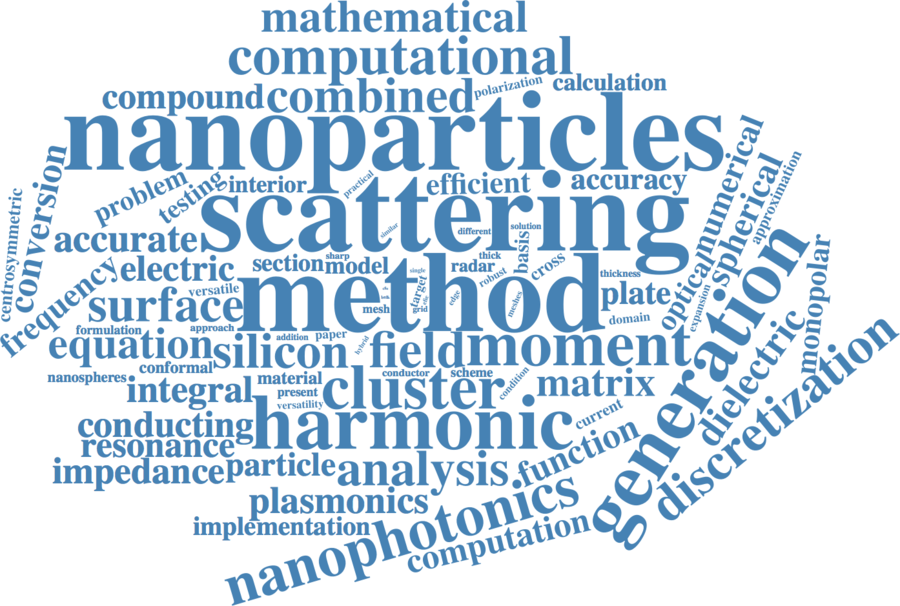 mathematical
computational
polarization
calculation
compound
combined
nanoparticles
conversion
centrosymmetric
problem
testing
interior
practical
efficient
accuracy
numerical
optical
spherical
approximation
scattering
accurate
similar
different
solution
basis
frequency
electric
section
sharp
model
single
thick
radar
robust
cross
thickness
versatile
surface
method
target
edge
meshes
plate
expansion
generation
monopolar
mesh
grid
domain
formulation
approach
addition
paper
hybrid
equation
silicon
field
moment
dielectric
discretization
conformal
nanospheres
material
conductor
scheme
condition
integral
present
cluster
matrix
versatility
conducting
harmonic
current
resonance
function
impedance
particle
analysis
plasmonics
nanophotonics
implementation
computation